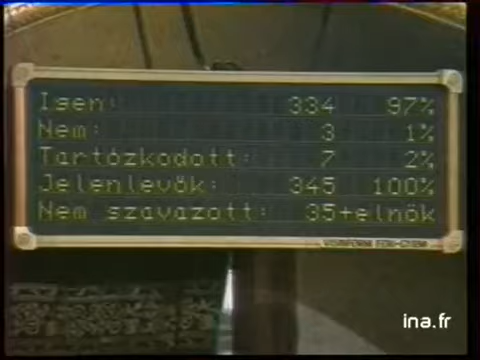 Igen: 334 97%
Nem: 3 1%
Tartózkodott: 7 2%
Jelenlevők: 345 100%
Nem szavazott: 35+elnök
ina.fr